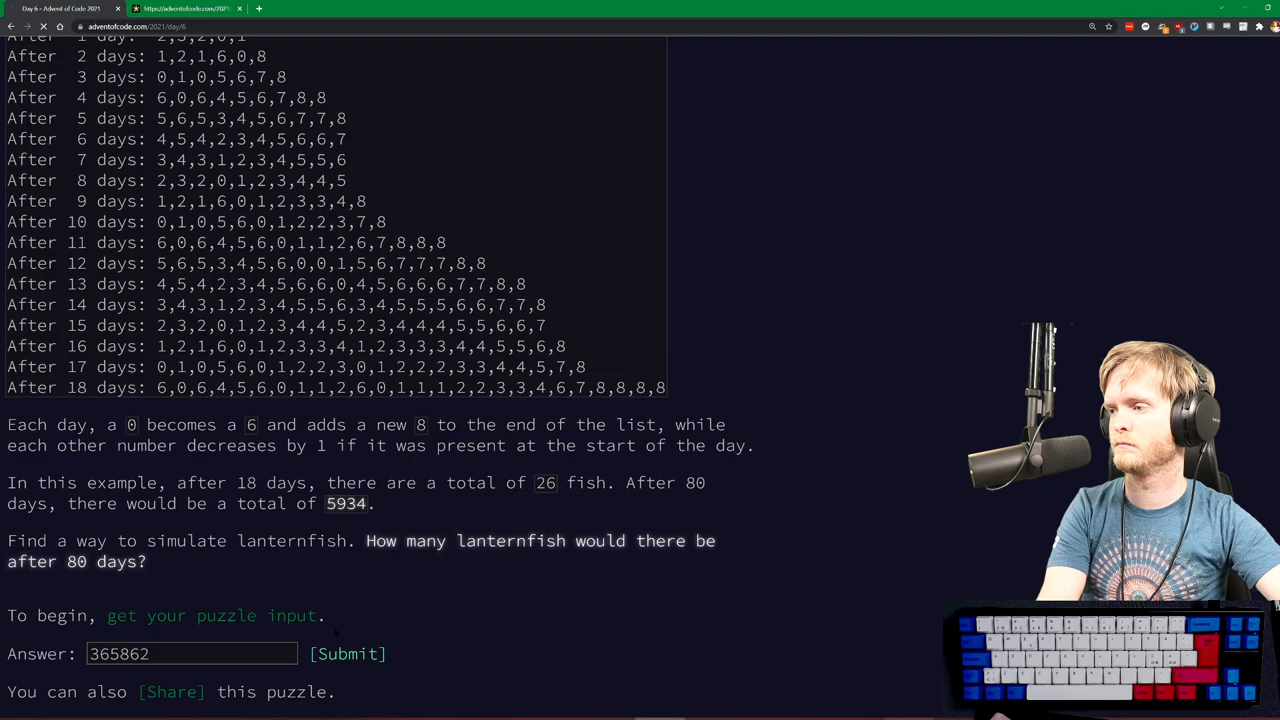 Day 6 - Advent of Code 2021
https://adventofcode.com/2021/
adventofcode.com/2021/day/6
After 1 day: 2,3,2,0,1
After 2 days: 1,2,1,6,0,8
After 3 days: 0,1,0,5,6,7,8
After 4 days: 6,0,6,4,5,6,7,8,8
After 5 days: 5,6,5,3,4,5,6,7,7,8
After 6 days: 4,5,4,2,3,4,5,6,6,7
After 7 days: 3,4,3,1,2,3,4,5,5,6
After 8 days: 2,3,2,0,1,2,3,4,4,5
After 9 days: 1,2,1,6,0,1,2,3,3,4,8
After 10 days: 0,1,0,5,6,0,1,2,2,3,7,8
After 11 days: 6,0,6,4,5,6,0,1,1,2,6,7,8,8,8
After 12 days: 5,6,5,3,4,5,6,0,0,1,5,6,7,7,7,8,8
After 13 days: 4,5,4,2,3,4,5,6,6,0,4,5,6,6,6,7,7,8,8
After 14 days: 3,4,3,1,2,3,4,5,5,6,3,4,5,5,5,6,6,7,7,8
After 15 days: 2,3,2,0,1,2,3,4,4,5,2,3,4,4,4,5,5,6,6,7
After 16 days: 1,2,1,6,0,1,2,3,3,4,1,2,3,3,3,4,4,5,5,6,8
After 17 days: 0,1,0,5,6,0,1,2,2,3,0,1,2,2,2,3,3,4,4,5,7,8
After 18 days: 6,0,6,4,5,6,0,1,1,2,6,0,1,1,1,2,2,3,3,4,6,7,8,8,8,8
Each day, a 0 becomes a 6 and adds a new 8 to the end of the list, while
each other number decreases by 1 if it was present at the start of the day.
In this example, after 18 days, there are a total of 26 fish. After 80
days, there would be a total of 5934.
Find a way to simulate lanternfish. How many lanternfish would there be
after 80 days?
To begin, get your puzzle input.
Answer: 365862 [Submit]
You can also [Share] this puzzle.